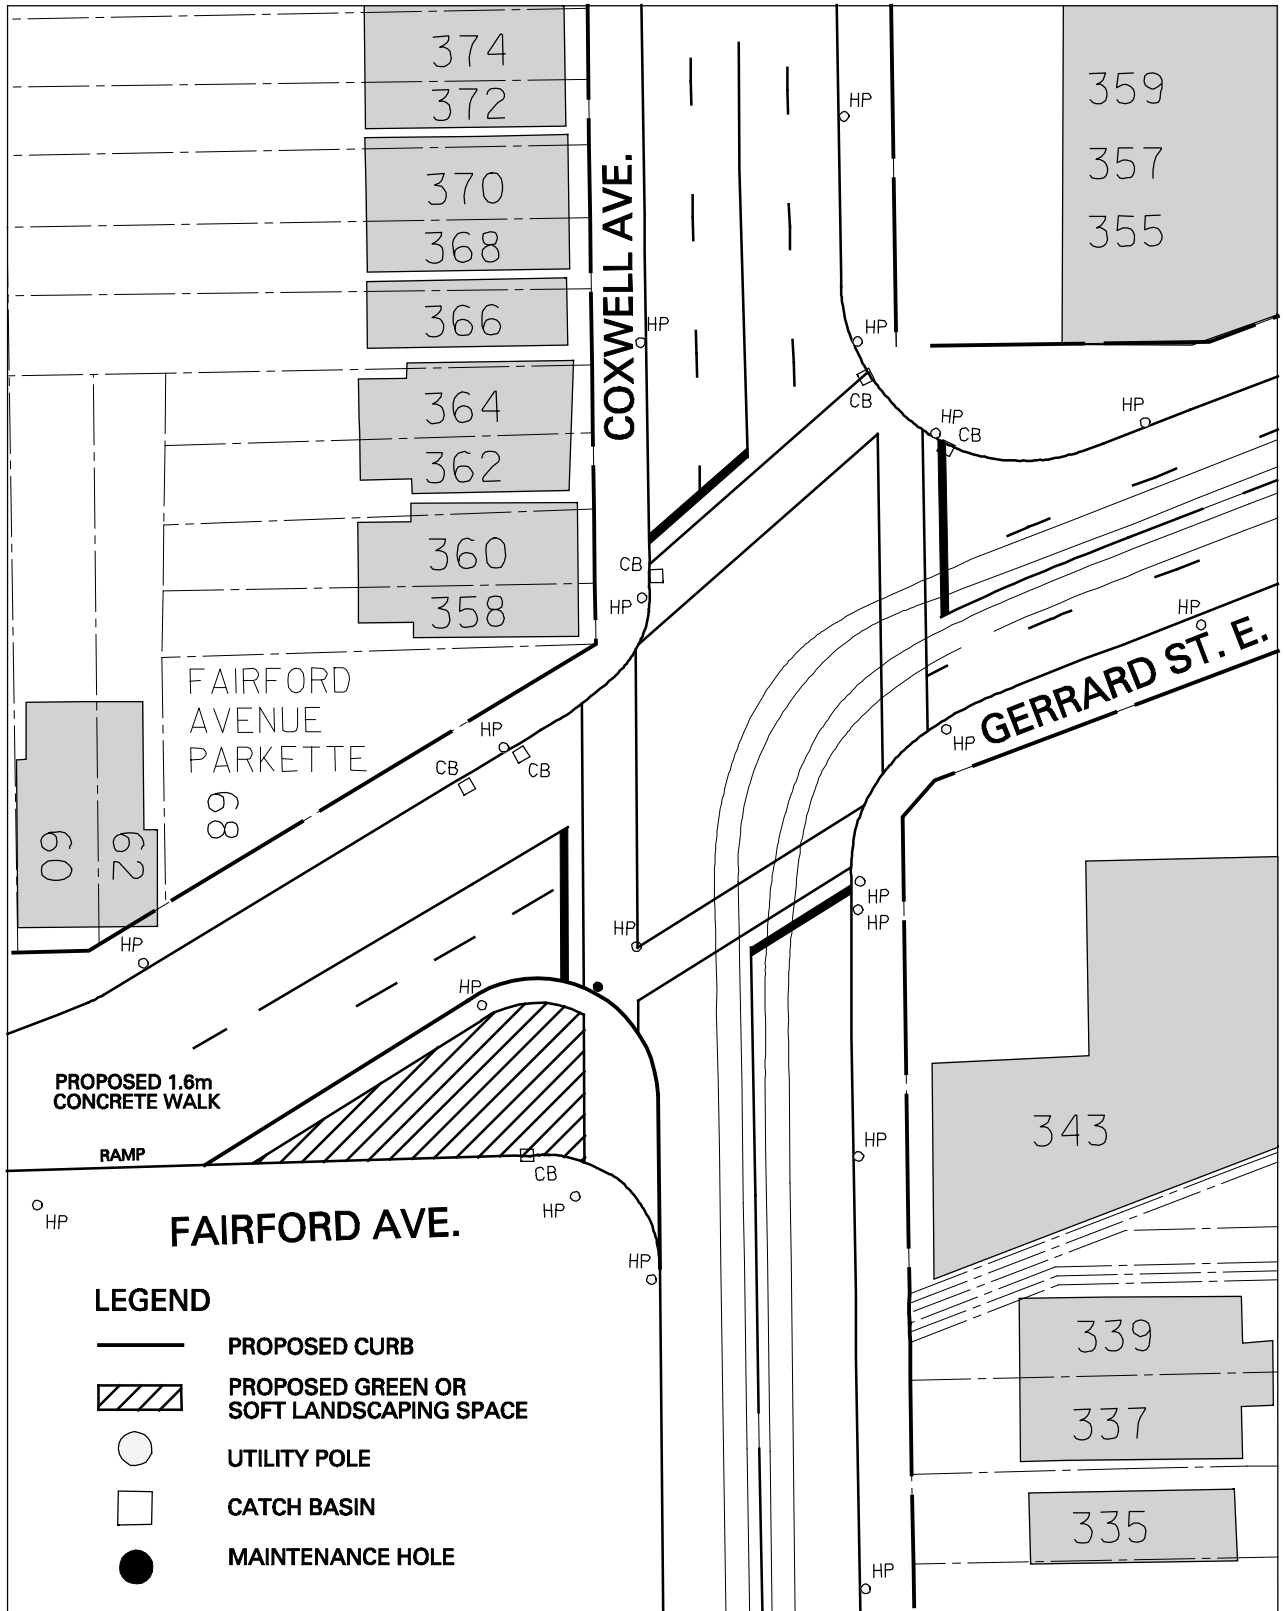 374
372
370
368
366
364
362
360
358
359
357
355
COXWELL AVE.
HP
HP
HP
CB
HP
CB
HP
CB
HP
HP
GERRARD ST. E.
HP
FAIRFORD
AVENUE
PARKETTE
68
HP
CB
CB
60
62
HP
HP
HP
HP
HP
PROPOSED 1.6m
CONCRETE WALK
RAMP
HP
CB
HP
HP
HP
343
FAIRFORD AVE.
HP
339
337
335
HP
LEGEND
PROPOSED CURB
PROPOSED GREEN OR
SOFT LANDSCAPING SPACE
UTILITY POLE
CATCH BASIN
MAINTENANCE HOLE